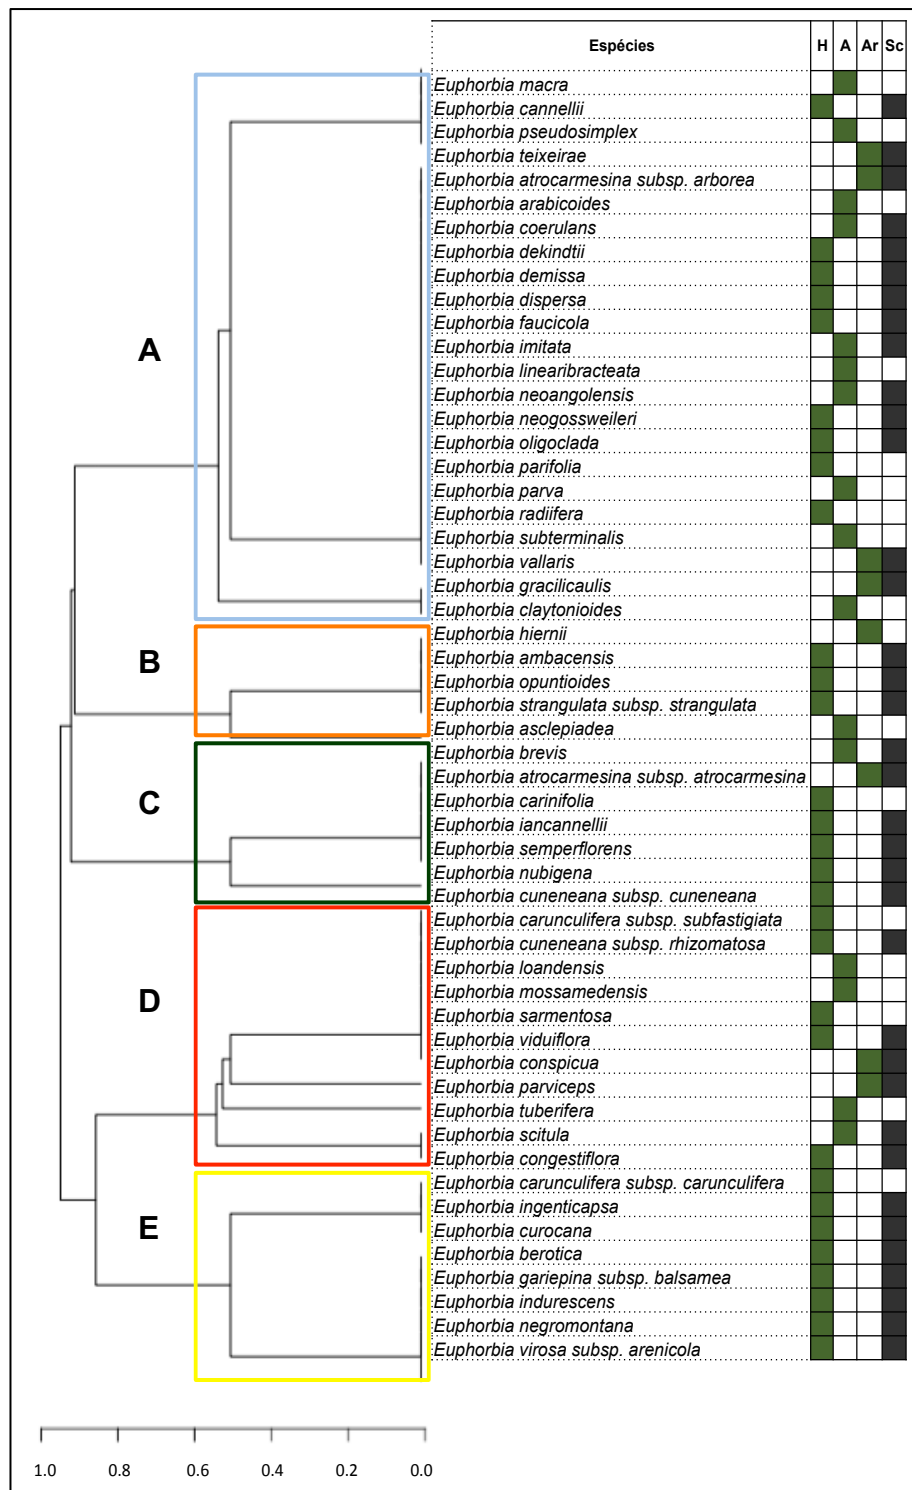 Espécies H A Ar Sc
Euphorbia macra
Euphorbia cannellii
Euphorbia pseudosimplex
Euphorbia teixeirae
Euphorbia atrocarmesina subsp. arborea
Euphorbia arabicoides
Euphorbia coerulans
Euphorbia dekindtii
Euphorbia demissa
Euphorbia dispersa
Euphorbia faucicola
A
Euphorbia imitata
Euphorbia linearibracteata
Euphorbia neoangolensis
Euphorbia neogossweileri
Euphorbia oligoclada
Euphorbia parifolia
Euphorbia parva
Euphorbia radiifera
Euphorbia subterminalis
Euphorbia vallaris
Euphorbia gracilicaulis
Euphorbia claytonioides
Euphorbia hiernii
B
Euphorbia ambacensis
Euphorbia opuntioides
Euphorbia strangulata subsp. strangulata
Euphorbia asclepiadea
Euphorbia brevis
Euphorbia atrocarmesina subsp. atrocarmesina
C
Euphorbia carinifolia
Euphorbia iancannellii
Euphorbia semperflorens
Euphorbia nubigena
Euphorbia cuneneana subsp. cuneneana
Euphorbia carunculifera subsp. subfastigiata
Euphorbia cuneneana subsp. rhizomatosa
Euphorbia loandensis
D
Euphorbia mossamedensis
Euphorbia sarmentosa
Euphorbia viduiflora
Euphorbia conspicua
Euphorbia parviceps
Euphorbia tuberifera
Euphorbia scitula
Euphorbia congestiflora
Euphorbia carunculifera subsp. carunculifera
Euphorbia ingenticapsa
E
Euphorbia curocana
Euphorbia berotica
Euphorbia gariepina subsp. balsamea
Euphorbia indurescens
Euphorbia negromontana
Euphorbia virosa subsp. arenicola
1.0 0.8 0.6 0.4 0.2 0.0